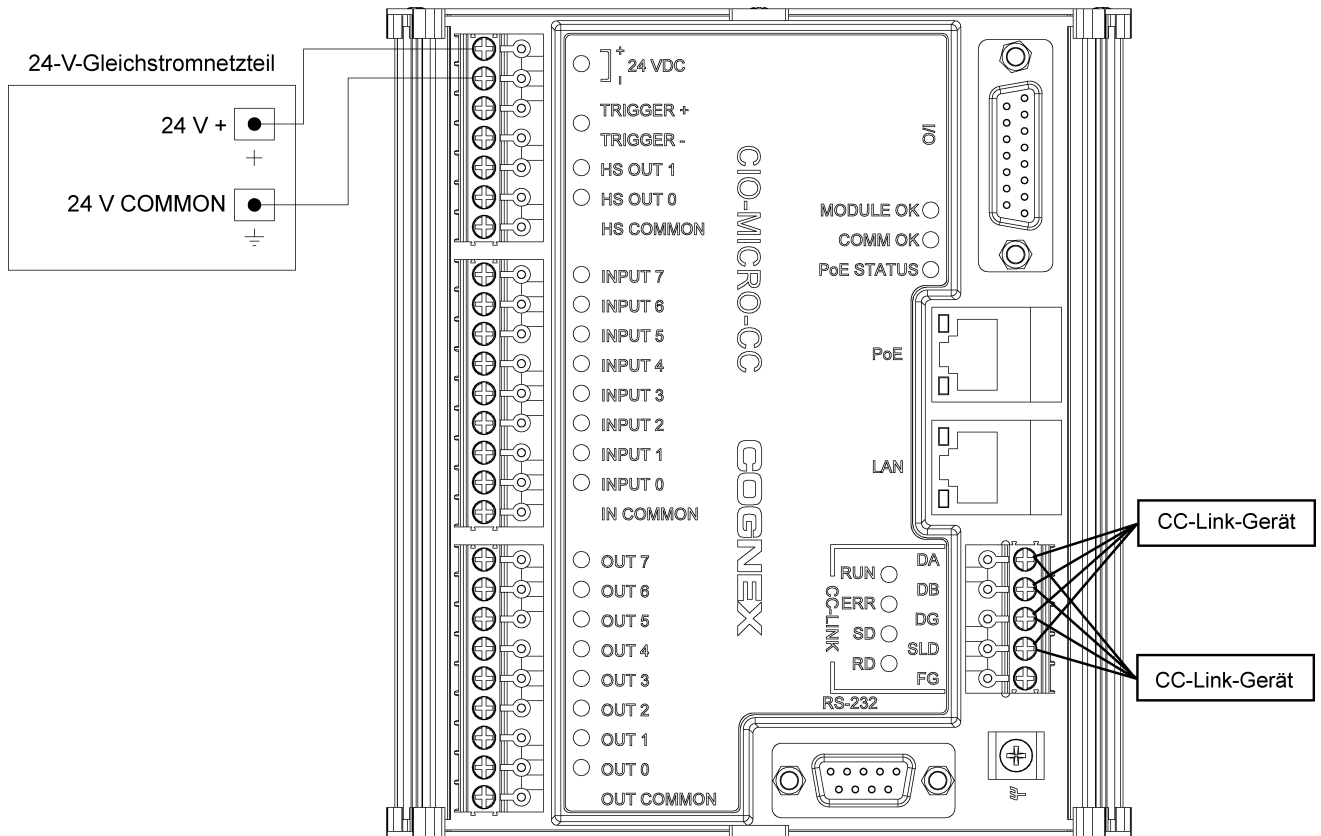 24-V-Gleichstromnetzteil
24 V +
24 V COMMON
+
-
24 VDC
TRIGGER +
TRIGGER -
HS OUT 1
HS OUT 0
HS COMMON
INPUT 7
INPUT 6
INPUT 5
INPUT 4
INPUT 3
INPUT 2
INPUT 1
INPUT 0
IN COMMON
OUT 7
OUT 6
OUT 5
OUT 4
OUT 3
OUT 2
OUT 1
OUT 0
OUT COMMON
CIO-MICRO-CC
COGNEX
I/O
MODULE OK
COMM OK
PoE STATUS
PoE
LAN
CC-LINK
RUN
ERR
SD
RD
DA
DB
DG
SLD
FG
RS-232
CC-Link-Gerät
CC-Link-Gerät